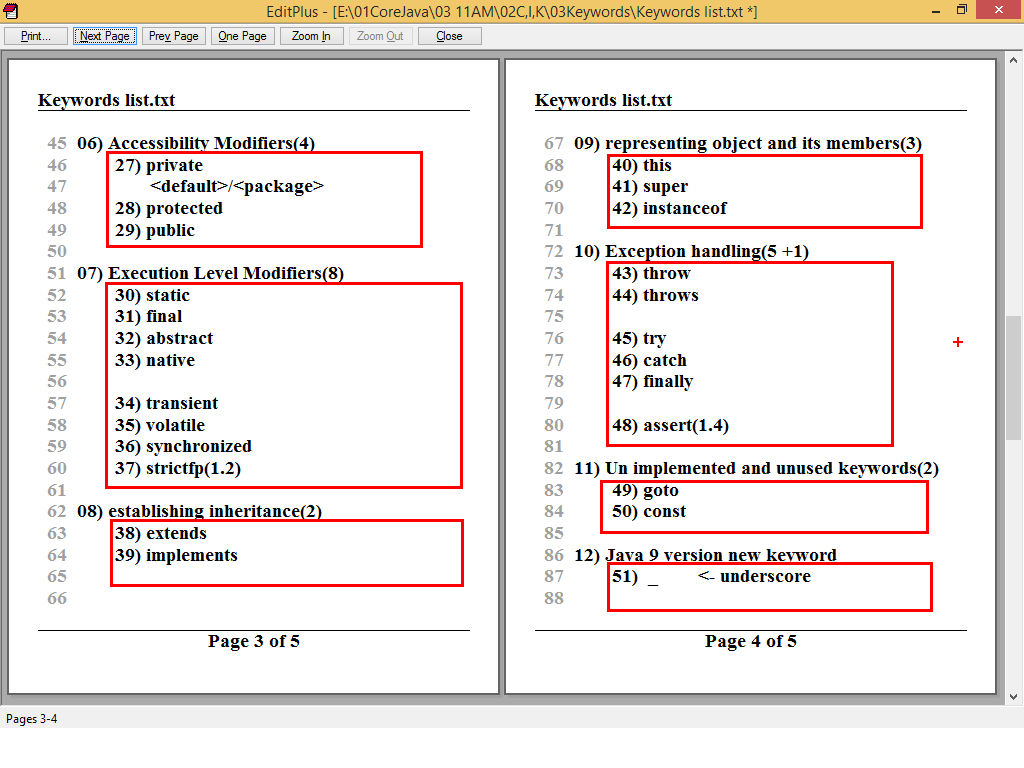 EditPlus - [E:\01CoreJava\03 11AM\02C,I,K\03Keywords\Keywords list.txt *]
Print... Next Page Prev Page One Page Zoom In Zoom Out Close
Keywords list.txt
45 06) Accessibility Modifiers(4)
46 27) private
47 <default>/<package>
48 28) protected
49 29) public
50
51 07) Execution Level Modifiers(8)
52 30) static
53 31) final
54 32) abstract
55 33) native
56
57 34) transient
58 35) volatile
59 36) synchronized
60 37) strictfp(1.2)
61
62 08) establishing inheritance(2)
63 38) extends
64 39) implements
65
66
Page 3 of 5
Keywords list.txt
67 09) representing object and its members(3)
68 40) this
69 41) super
70 42) instanceof
71
72 10) Exception handling(5 +1)
73 43) throw
74 44) throws
75
76 45) try
77 46) catch
78 47) finally
79
80 48) assert(1.4)
81
82 11) Un implemented and unused keywords(2)
83 49) goto
84 50) const
85
86 12) Java 9 version new keyword
87 51) _ <- underscore
88
Page 4 of 5
Pages 3-4